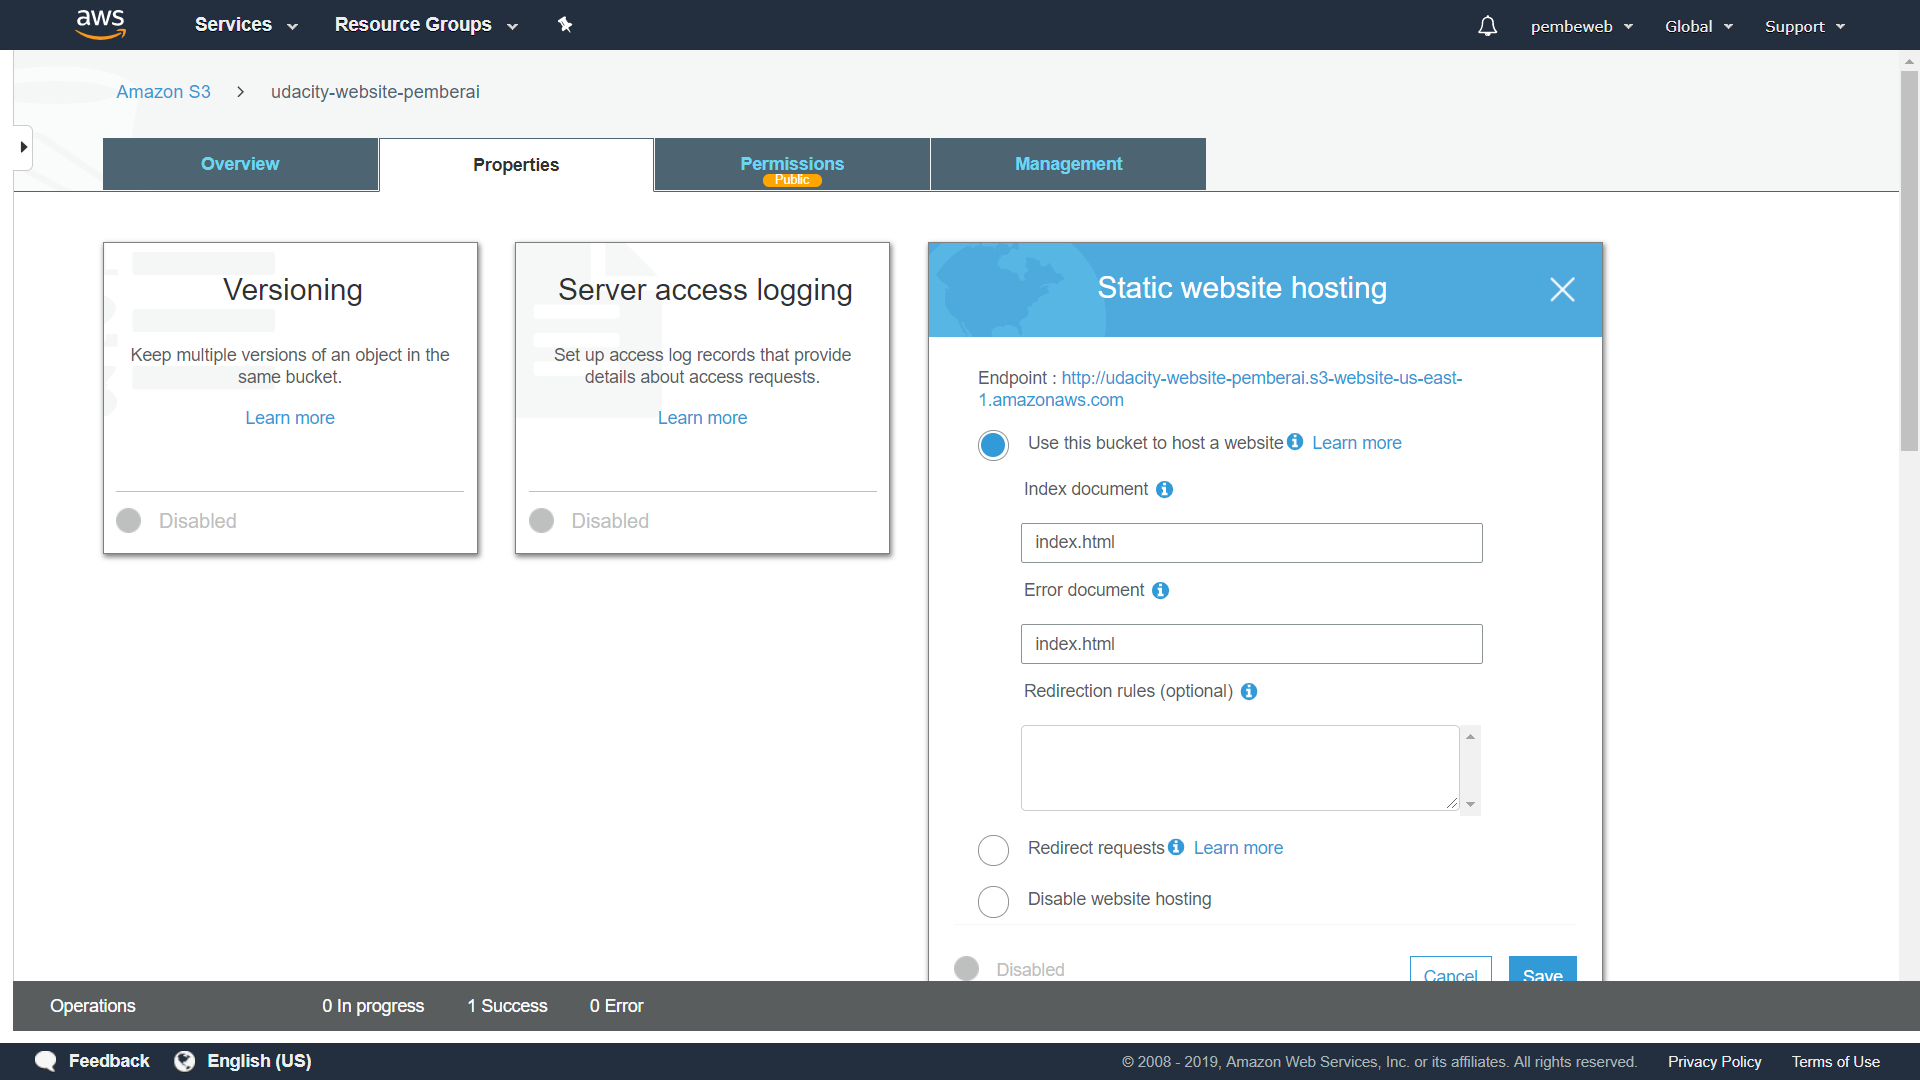 aws
Services
Resource Groups
pembeweb
Global
Support
Amazon S3
udacity-website-pemberai
Overview
Properties
Permissions
Public
Management
Versioning
Keep multiple versions of an object in the
same bucket.
Learn more
Disabled
Server access logging
Set up access log records that provide
details about access requests.
Learn more
Disabled
Static website hosting
Endpoint : http://udacity-website-pemberai.s3-website-us-east-
1.amazonaws.com
Use this bucket to host a website Learn more
Index document
index.html
Error document
index.html
Redirection rules (optional)
Redirect requests Learn more
Disable website hosting
Disabled
Cancel
Save
Operations
0 In progress
1 Success
0 Error
Feedback
English (US)
© 2008 - 2019, Amazon Web Services, Inc. or its affiliates. All rights reserved.
Privacy Policy
Terms of Use